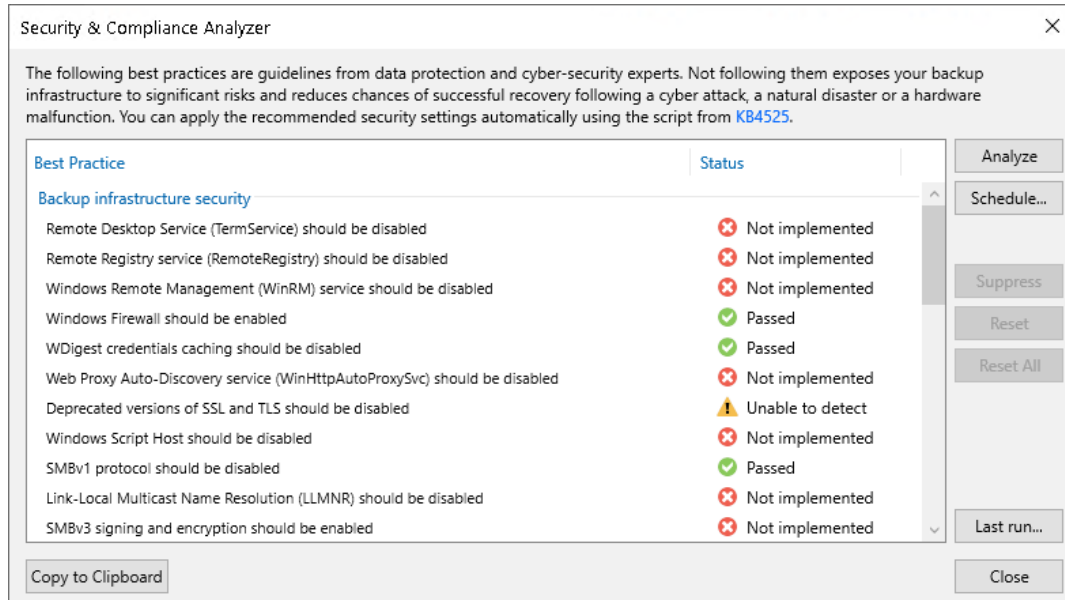 Security & Compliance Analyzer
The following best practices are guidelines from data protection and cyber-security experts. Not following them exposes your backup
infrastructure to significant risks and reduces chances of successful recovery following a cyber attack, a natural disaster or a hardware
malfunction. You can apply the recommended security settings automatically using the script from KB4525.
Best Practice Status
Analyze
Backup infrastructure security
Schedule...
Remote Desktop Service (TermService) should be disabled Not implemented
Remote Registry service (RemoteRegistry) should be disabled Not implemented
Windows Remote Management (WinRM) service should be disabled Not implemented
Suppress
Windows Firewall should be enabled Passed
Reset
WDigest credentials caching should be disabled Passed
Reset All
Web Proxy Auto-Discovery service (WinHttpAutoProxySvc) should be disabled Not implemented
Deprecated versions of SSL and TLS should be disabled Unable to detect
Windows Script Host should be disabled Not implemented
SMBv1 protocol should be disabled Passed
Link-Local Multicast Name Resolution (LLMNR) should be disabled Not implemented
SMBv3 signing and encryption should be enabled Not implemented
Last run...
Copy to Clipboard
Close